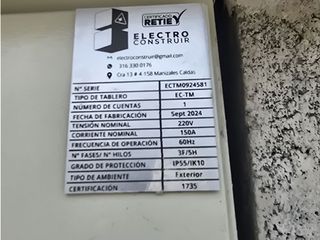 CERTIFICADO
RETIE
ELECTRO
CONSTRUIR
electroconstruir@gmail.com
316 330 0176
Cra 13 # 4 158 Manizales Caldas
N° SERIE ECTM0924581
TIPO DE TABLERO EC-TM
NÚMERO DE CUENTAS 1
FECHA DE FABRICACIÓN Sept 2024
TENSIÓN NOMINAL 220V
CORRIENTE NOMINAL 150A
FRECUENCIA DE OPERACIÓN 60Hz
N° FASES/ N° HILOS 3F/5H
GRADO DE PROTECCIÓN IP55/IK10
TIPO DE AMBIENTE Exterior
CERTIFICACIÓN 1735